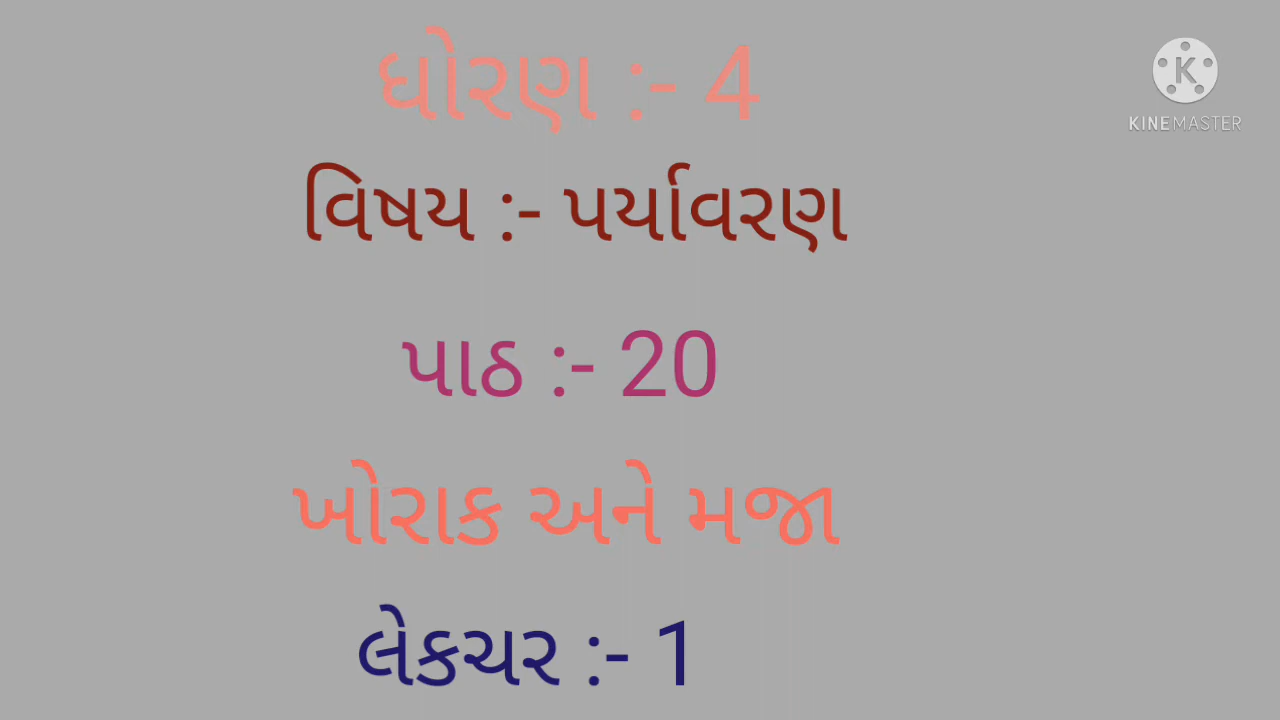 ધોરણ :- 4
વિષય :- પર્યાવરણ
પાઠ :- 20
ખોરાક અને મજા
લેકચર :- 1
K
KINEMASTER